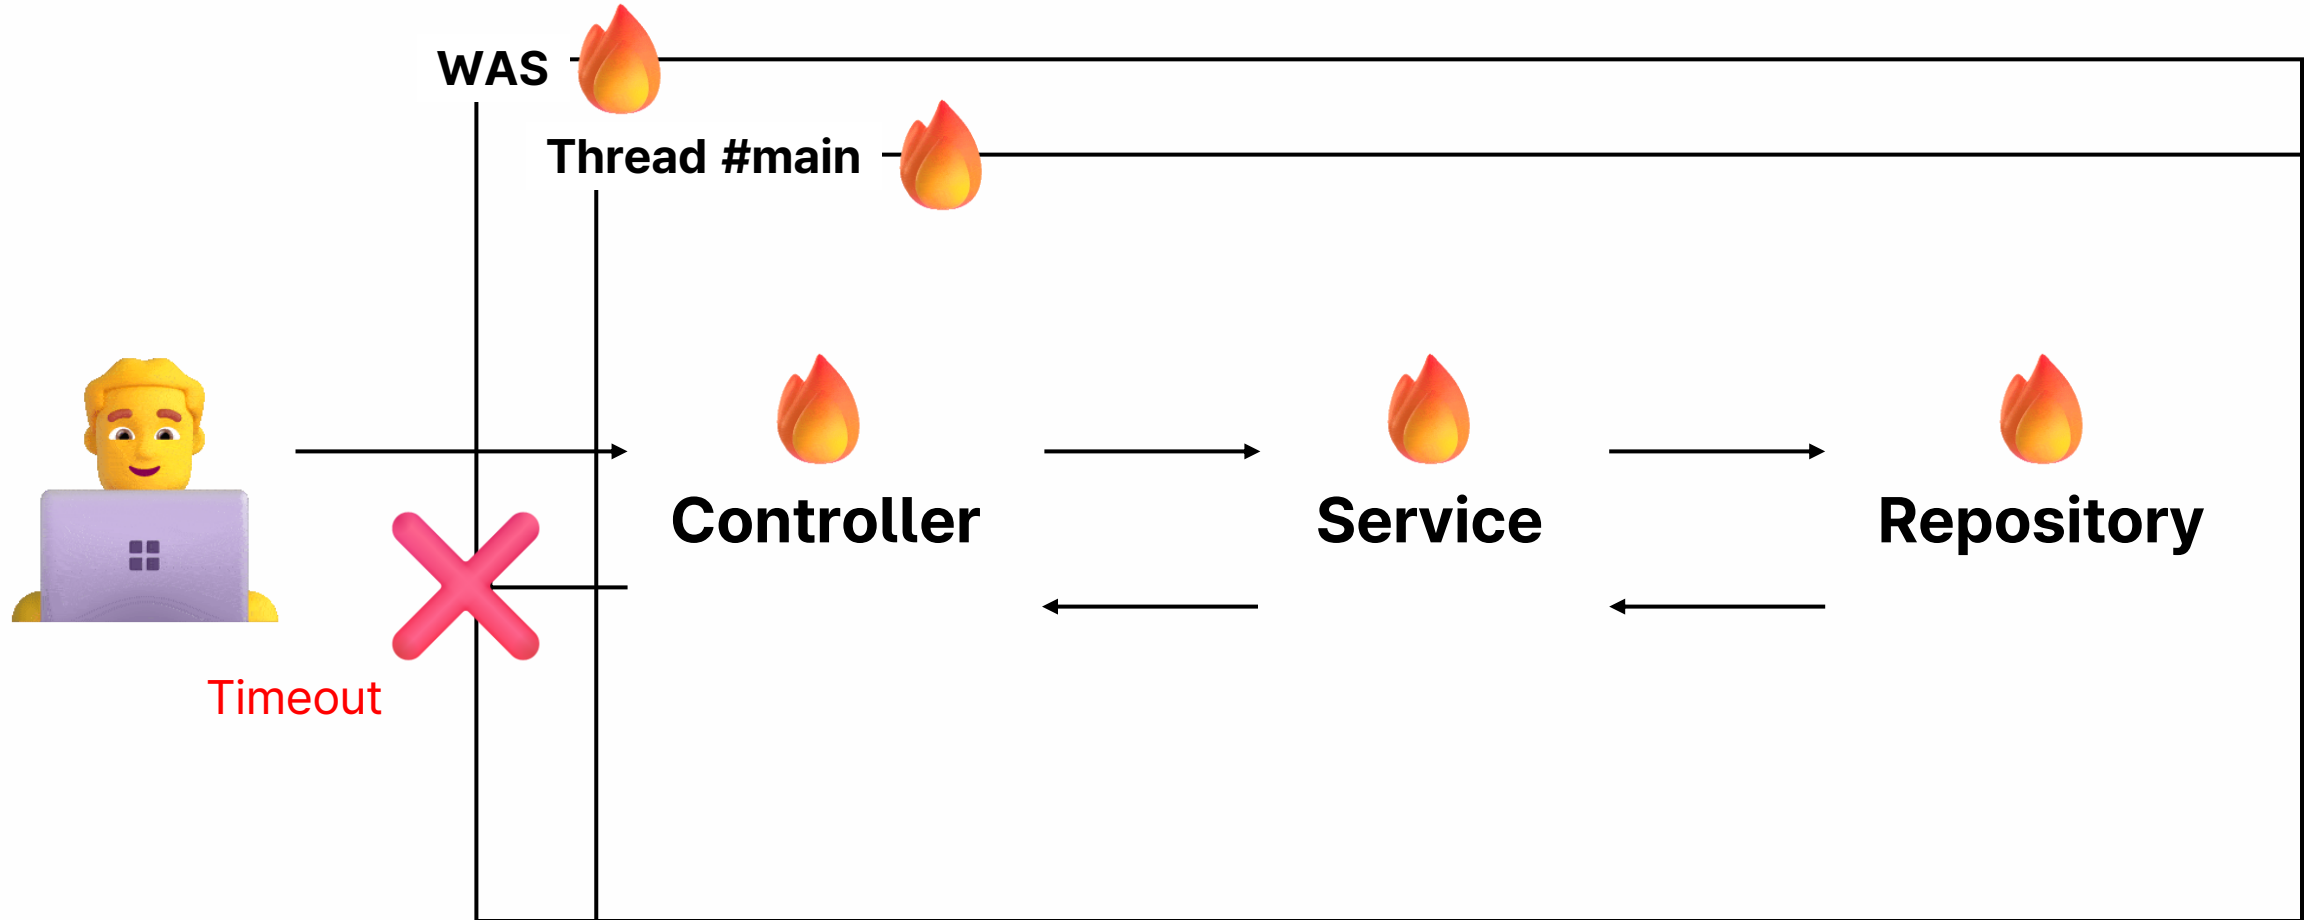 WAS
Thread #main
Controller
Service
Repository
Timeout